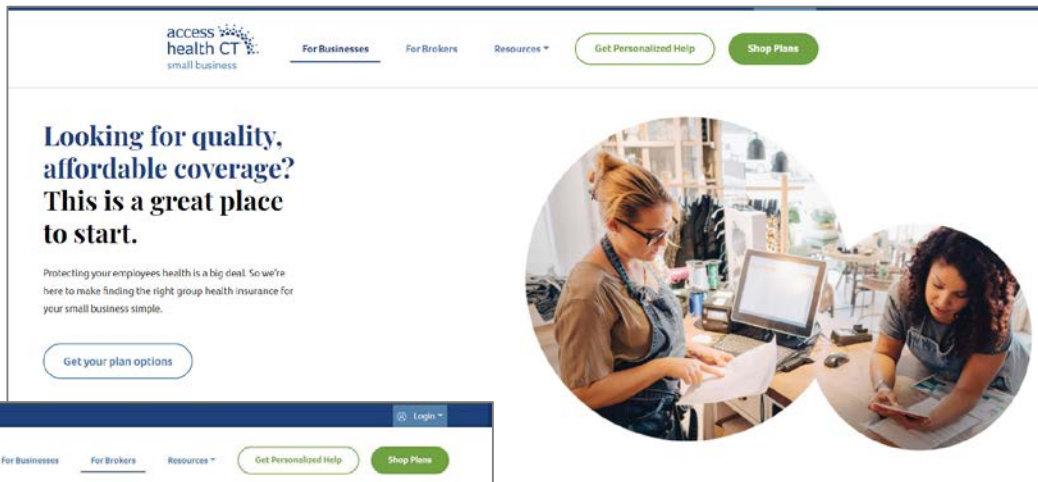 access
health CT
small business
For Businesses
For Brokers
Resources
Get Personalized Help
Shop Plans
Looking for quality,
affordable coverage?
This is a great place
to start.
Protecting your employees health is a big deal. So we're
here to make finding the right group health insurance for
your small business simple.
Get your plan options
Login
For Businesses
For Brokers
Resources
Get Personalized Help
Shop Plans